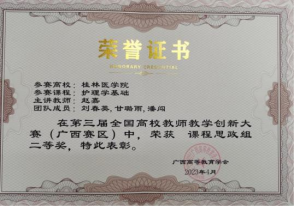 荣誉证书
参赛高校：桂林医学院
参赛课程：护理学基础
主讲教师：赵嘉
团队成员：刘春英，甘璐雨，潘闯
在第三届全国高校教师教学创新大
赛（广西赛区）中，荣获 课程思政组
二等奖，特此表彰。
广西高等教育学会
2023年4月